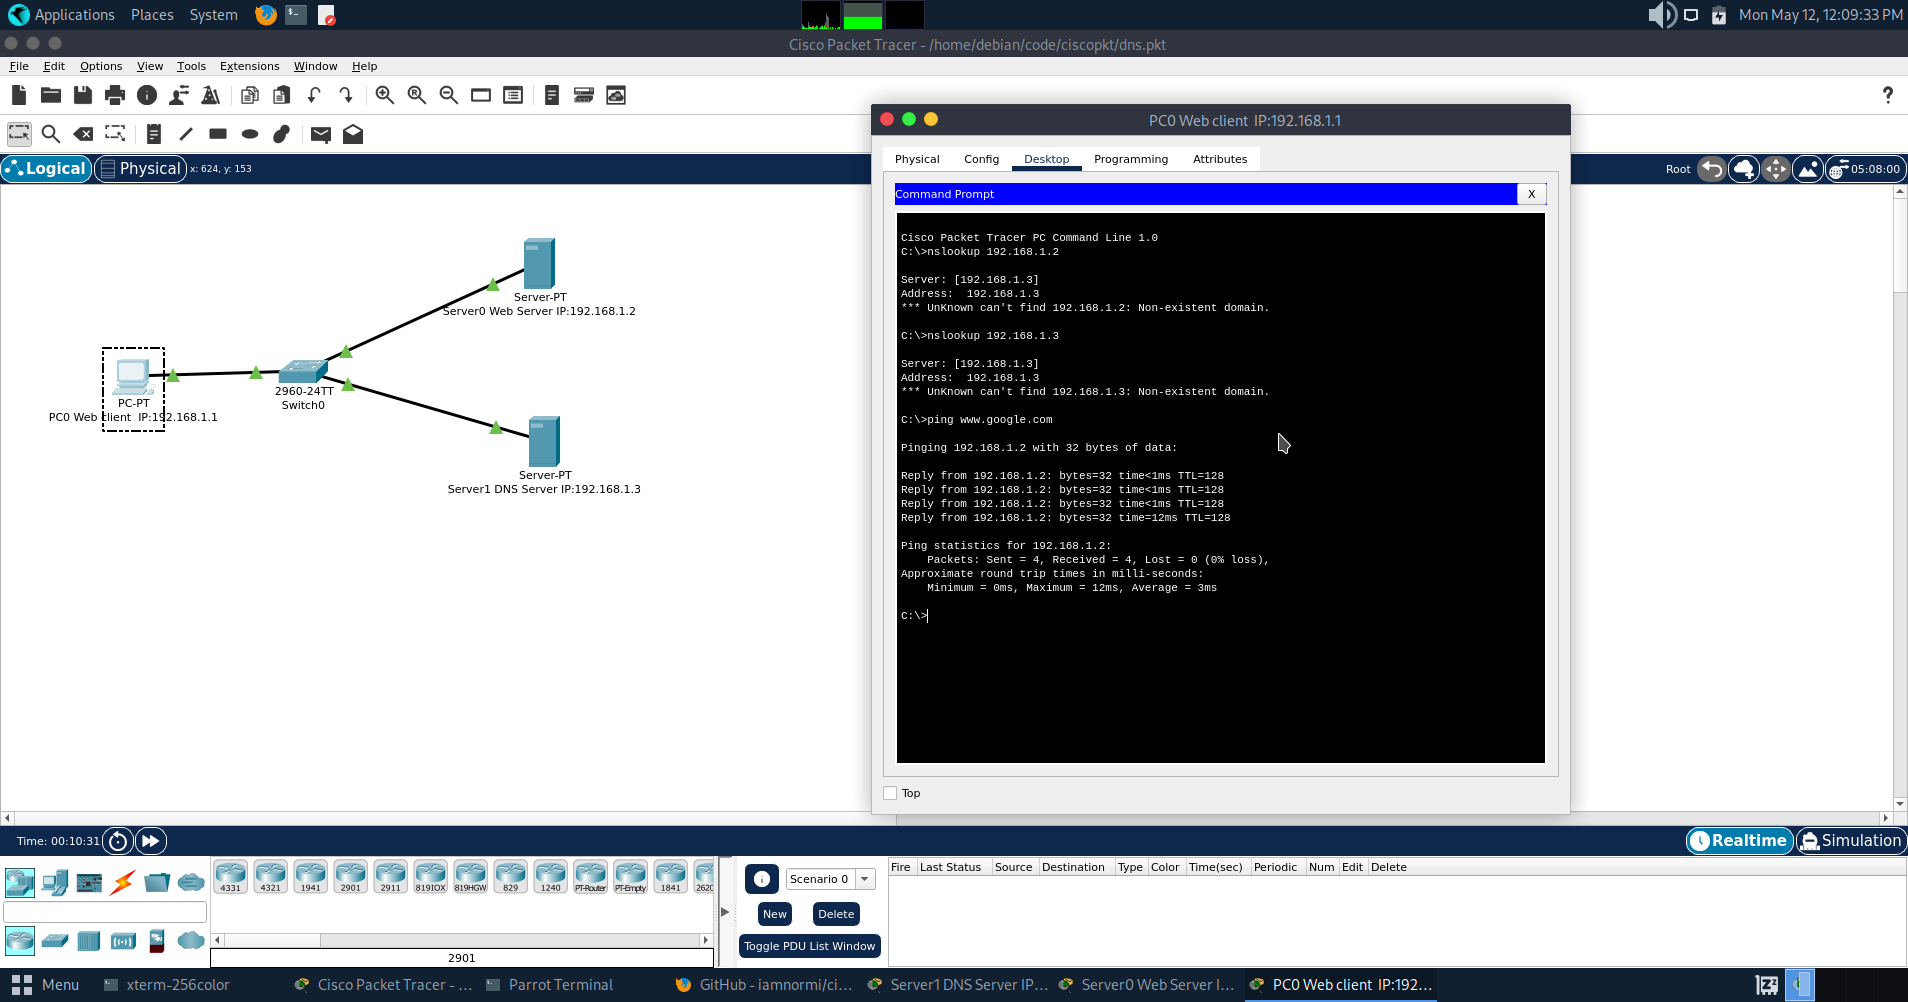 Applications Places System Mon May 12, 12:09:33 PM
Cisco Packet Tracer - /home/debian/code/ciscopkt/dns.pkt
File Edit Options View Tools Extensions Window Help
?
Logical Physical x: 624, y: 153
Root 05:08:00
Server-PT
Server0 Web Server IP:192.168.1.2
2960-24TT
Switch0
PC-PT
PC0 Web client IP:192.168.1.1
Server-PT
Server1 DNS Server IP:192.168.1.3
PC0 Web client IP:192.168.1.1
Physical Config Desktop Programming Attributes
Command Prompt X
Cisco Packet Tracer PC Command Line 1.0
C:\>nslookup 192.168.1.2
Server: [192.168.1.3]
Address: 192.168.1.3
*** UnKnown can't find 192.168.1.2: Non-existent domain.
C:\>nslookup 192.168.1.3
Server: [192.168.1.3]
Address: 192.168.1.3
*** UnKnown can't find 192.168.1.3: Non-existent domain.
C:\>ping www.google.com
Pinging 192.168.1.2 with 32 bytes of data:
Reply from 192.168.1.2: bytes=32 time<1ms TTL=128
Reply from 192.168.1.2: bytes=32 time<1ms TTL=128
Reply from 192.168.1.2: bytes=32 time<1ms TTL=128
Reply from 192.168.1.2: bytes=32 time=12ms TTL=128
Ping statistics for 192.168.1.2:
Packets: Sent = 4, Received = 4, Lost = 0 (0% loss),
Approximate round trip times in milli-seconds:
Minimum = 0ms, Maximum = 12ms, Average = 3ms
C:\>
Top
Time: 00:10:31 Realtime Simulation
4331 4321 1941 2901 2911 819IOX 819HGW 829 1240 PT-Router PT-Empty 1841 2620
2901
Scenario 0
New Delete
Toggle PDU List Window
Fire Last Status Source Destination Type Color Time(sec) Periodic Num Edit Delete
Menu xterm-256color Cisco Packet Tracer - ... Parrot Terminal GitHub - iamnormi/ci... Server1 DNS Server IP... Server0 Web Server I... PC0 Web client IP:192...